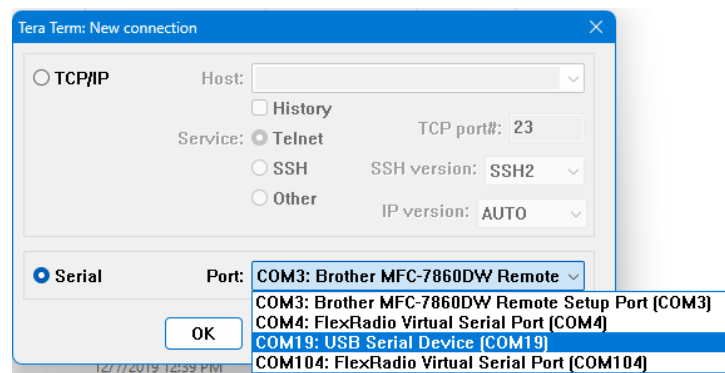 Tera Term: New connection
TCP/IP Host:
History
Service: Telnet TCP port#: 23
SSH SSH version: SSH2
Other IP version: AUTO
Serial Port: COM3: Brother MFC-7860DW Remote
COM3: Brother MFC-7860DW Remote Setup Port (COM3)
COM4: FlexRadio Virtual Serial Port (COM4)
OK COM19: USB Serial Device (COM19)
COM104: FlexRadio Virtual Serial Port (COM104)
12/7/2019 12:39 PM